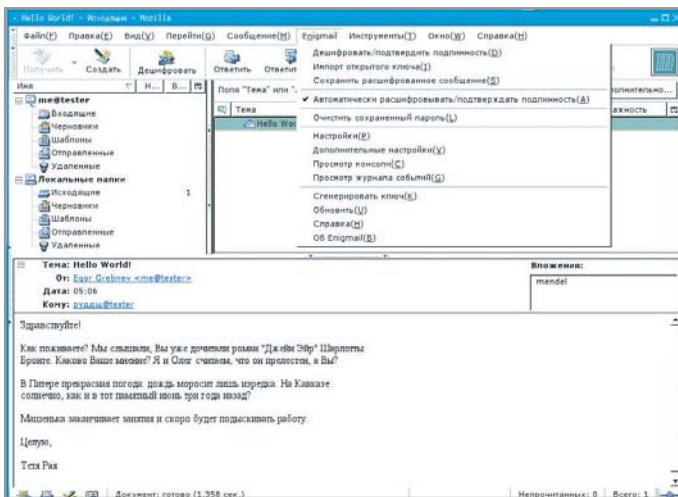 Hello World! - Исходящие - Mozilla
Файл(F) Правка(E) Вид(V) Перейти(G) Сообщение(M) Enigmail Инструменты(T) Окно(W) Справка(H)
Получить Создать Дешифровать Ответить
Дешифровать/подтвердить подлинность(D)
Импорт открытого ключа(I)
Сохранить расшифрованное сообщение(S)
Автоматически расшифровывать/подтверждать подлинность(A)
Очистить сохраненный пароль(L)
Настройки(P)
Дополнительные настройки(V)
Просмотр консоли(C)
Просмотр журнала событий(G)
Сгенерировать ключ(K)
Обновить(U)
Справка(H)
Об Enigmail(B)
Имя Н... В...
me@tester
Входящие
Черновики
Шаблоны
Отправленные
Удаленные
Локальные папки
Исходящие 1
Черновики
Шаблоны
Отправленные
Удаленные
Тема
Тема: Hello World!
От: Egor Grebnev <me@tester>
Дата: 05:06
Кому: руддщ@tester
Вложения:
mendel
Здравствуйте!
Как поживаете? Мы слышали, Вы уже дочитали роман "Джейн Эйр" Шарлотты
Бронте. Каково Ваше мнение? Я и Олег считаем, что он прелестен, а Вы?
В Питере прекрасная погода: дождь моросит лишь изредка. На Кавказе
солнечно, как и в тот памятный июнь три года назад?
Машенька заканчивает занятия и скоро будет подыскивать работу.
Целую,
Тетя Рая
Документ: готово (1.358 сек.) Непрочитанных: 0 Всего: 1